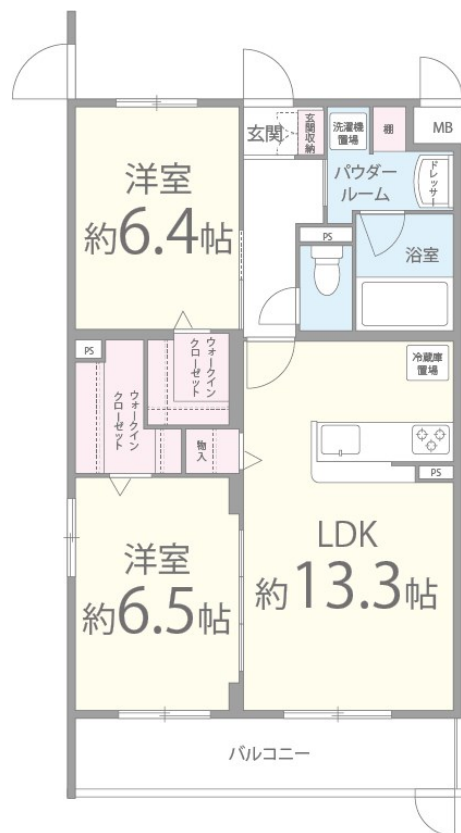 玄関
玄関
収納
洗濯機
置場
棚
MB
洋室
約6.4帖
パウダー
ルーム
ドレッサー
PS
浴室
PS
ウォークイン
クローゼット
ウォークイン
クローゼット
冷蔵庫
置場
物入
PS
洋室
約6.5帖
LDK
約13.3帖
バルコニー